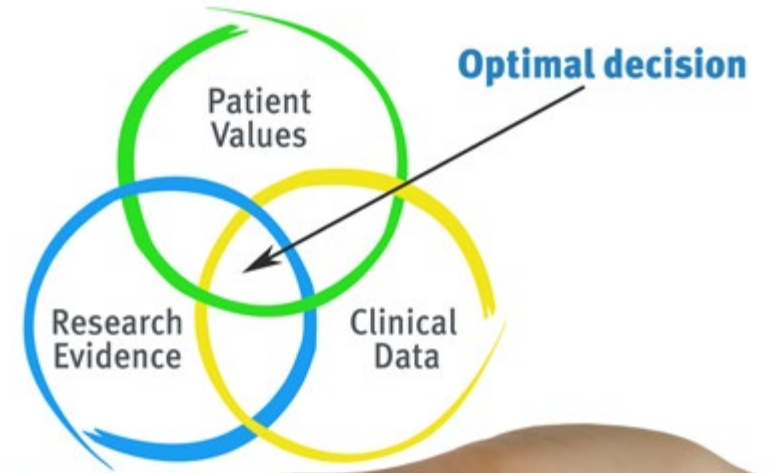 Patient
Values
Optimal decision
Research
Evidence
Clinical
Data